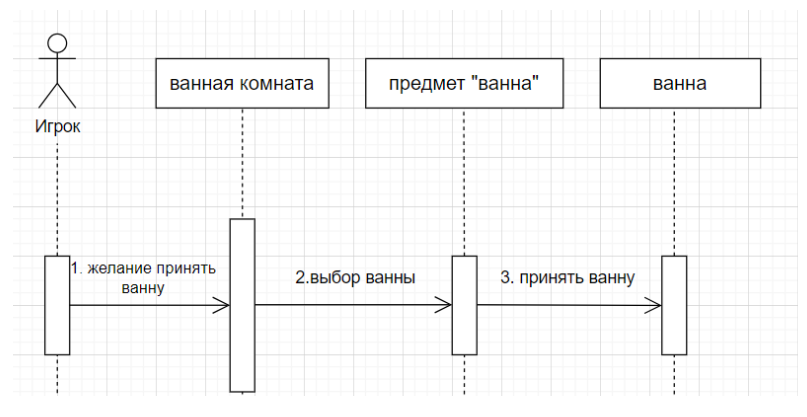 ванная комната
предмет "ванна"
ванна
Игрок
1. желание принять
ванну
2.выбор ванны
3. принять ванну